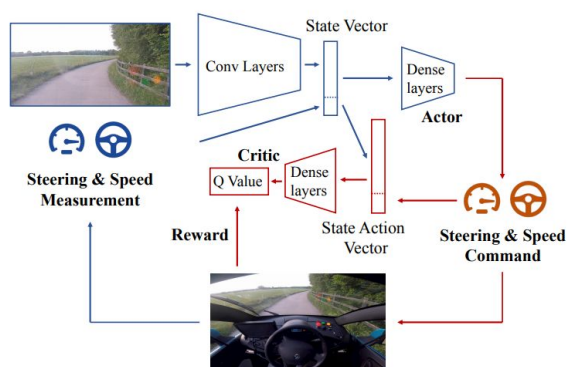 State Vector
Conv Layers
Dense
layers
Actor
Critic
Dense
layers
Q Value
Steering & Speed
Measurement
Reward
State Action
Vector
Steering & Speed
Command